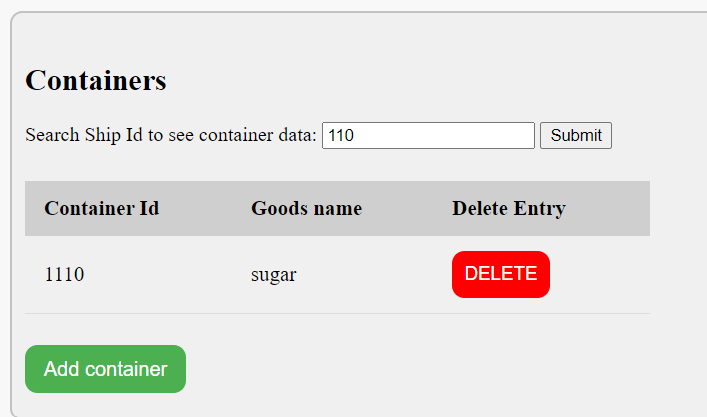 Containers
Search Ship Id to see container data: 110 Submit
Container Id Goods name Delete Entry
1110 sugar DELETE
Add container